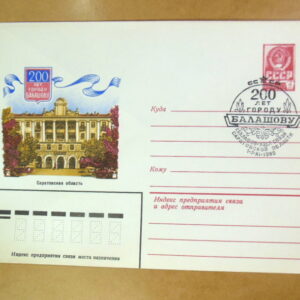 200
ЛЕТ
ГОРОДУ
БАЛАШОВУ
Саратовская область
Индекс предприятия связи места назначения
СССР
200
ЛЕТ
ГОРОДУ
БАЛАШОВУ
Куда
Кому
Индекс предприятия связи
и адрес отправителя